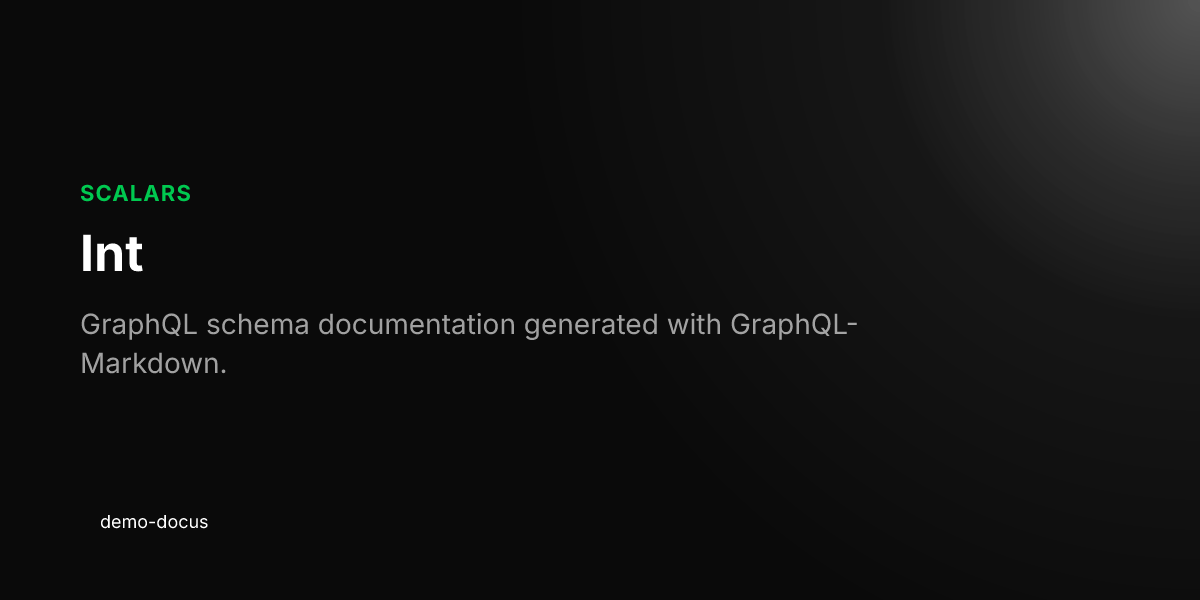 SCALARS
Int
GraphQL schema documentation generated with GraphQL-
Markdown.
demo-docus